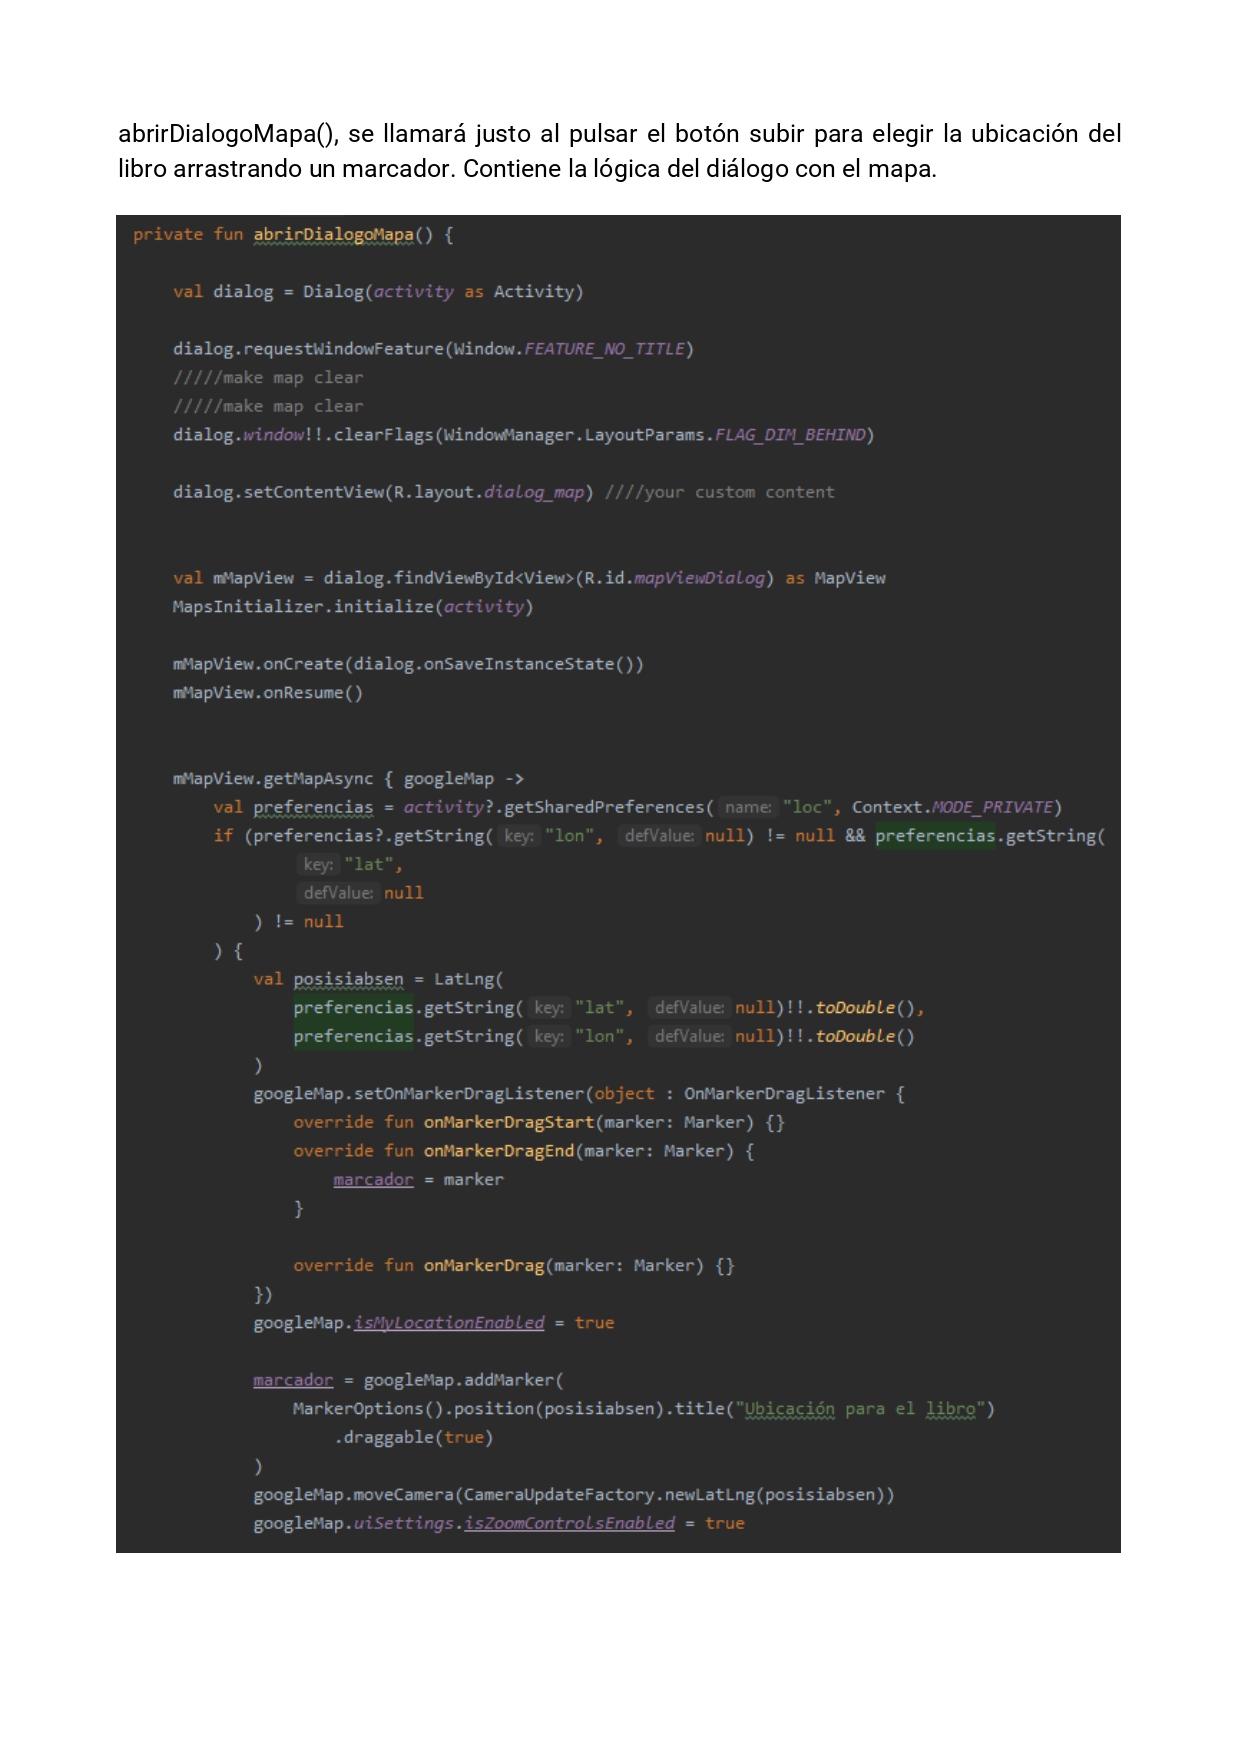 abrirDialogoMapa(), se llamará justo al pulsar el botón subir para elegir la ubicación del
libro arrastrando un marcador. Contiene la lógica del diálogo con el mapa.
private fun abrirDialogoMapa() {
val dialog = Dialog(activity as Activity)
dialog.requestWindowFeature(Window.FEATURE_NO_TITLE)
/////make map clear
/////make map clear
dialog.window!!.clearFlags(WindowManager.LayoutParams.FLAG_DIM_BEHIND)
dialog.setContentView(R.layout.dialog_map) ////your custom content
val mMapView = dialog.findViewById<View>(R.id.mapViewDialog) as MapView
MapsInitializer.initialize(activity)
mMapView.onCreate(dialog.onSaveInstanceState())
mMapView.onResume()
mMapView.getMapAsync { googleMap ->
val preferencias = activity?.getSharedPreferences( name: "loc", Context.MODE_PRIVATE)
if (preferencias?.getString( key: "lon", defValue: null) != null && preferencias.getString(
key: "lat",
defValue: null
) != null
) {
val posisiabsen = LatLng(
preferencias.getString( key: "lat", defValue: null)!!.toDouble(),
preferencias.getString( key: "lon", defValue: null)!!.toDouble()
)
googleMap.setOnMarkerDragListener(object : OnMarkerDragListener {
override fun onMarkerDragStart(marker: Marker) {}
override fun onMarkerDragEnd(marker: Marker) {
marcador = marker
}
override fun onMarkerDrag(marker: Marker) {}
})
googleMap.isMyLocationEnabled = true
marcador = googleMap.addMarker(
MarkerOptions().position(posisiabsen).title("Ubicación para el libro")
.draggable(true)
)
googleMap.moveCamera(CameraUpdateFactory.newLatLng(posisiabsen))
googleMap.uiSettings.isZoomControlsEnabled = true